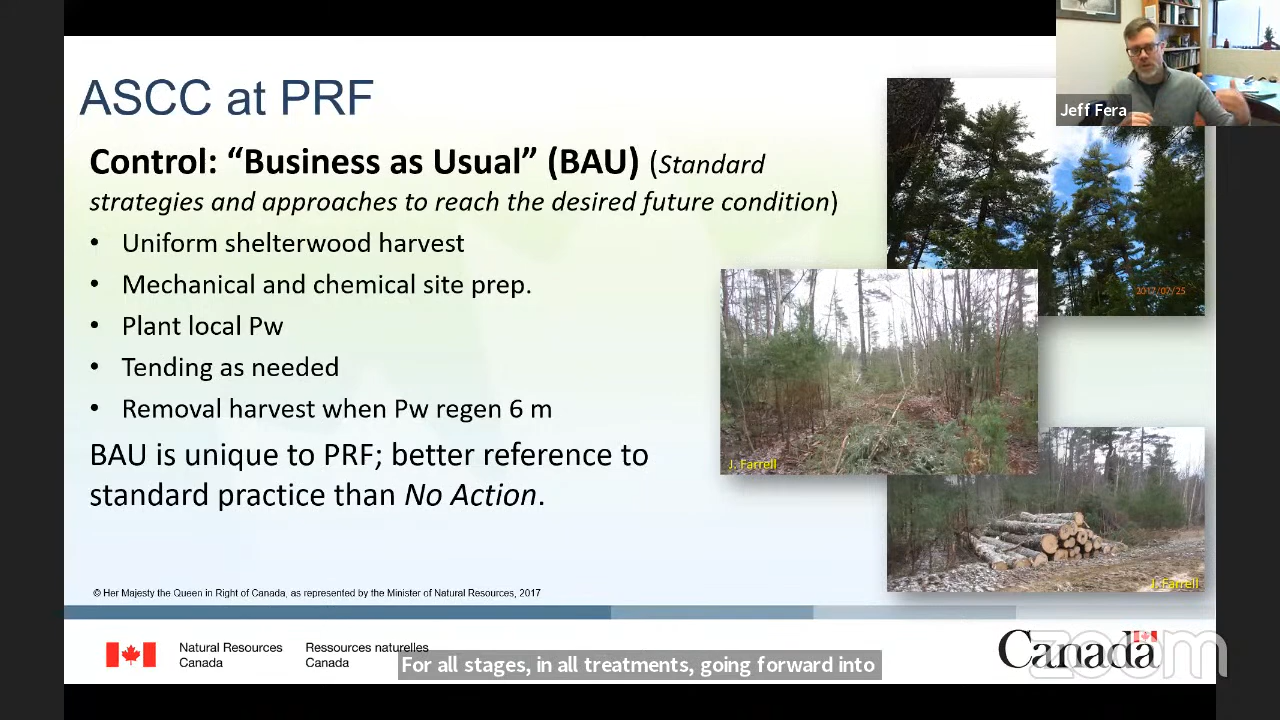 ASCC at PRF
Jeff Fera
Control: “Business as Usual” (BAU) (Standard
strategies and approaches to reach the desired future condition)
• Uniform shelterwood harvest
• Mechanical and chemical site prep.
• Plant local Pw
• Tending as needed
• Removal harvest when Pw regen 6 m
BAU is unique to PRF; better reference to
standard practice than No Action.
2017/07/25
J. Farrell
J. Farrell
© Her Majesty the Queen in Right of Canada, as represented by the Minister of Natural Resources, 2017
Natural Resources
Canada
Ressources naturelles
Canada
Canada
zoom
For all stages, in all treatments, going forward into